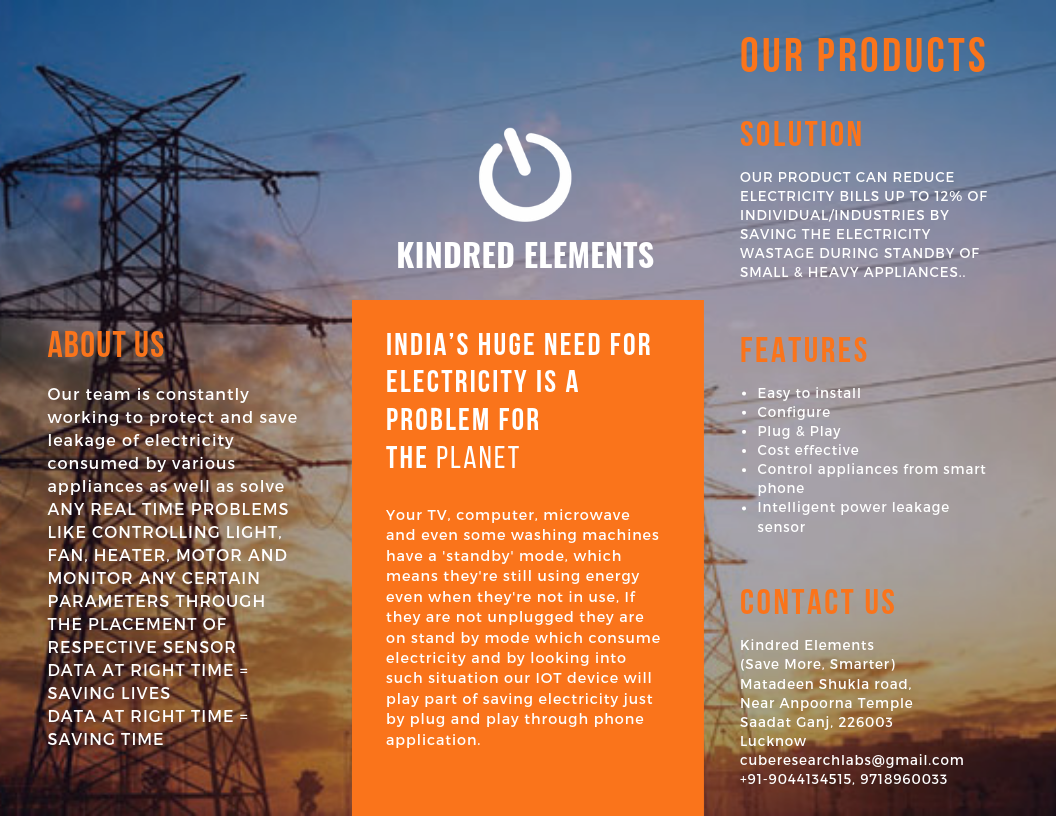 ABOUT US
Our team is constantly
working to protect and save
leakage of electricity
consumed by various
appliances as well as solve
ANY REAL TIME PROBLEMS
LIKE CONTROLLING LIGHT,
FAN, HEATER, MOTOR AND
MONITOR ANY CERTAIN
PARAMETERS THROUGH
THE PLACEMENT OF
RESPECTIVE SENSOR
DATA AT RIGHT TIME =
SAVING LIVES
DATA AT RIGHT TIME =
SAVING TIME
KINDRED ELEMENTS
INDIA'S HUGE NEED FOR
ELECTRICITY IS A
PROBLEM FOR
THE PLANET
Your TV, computer, microwave
and even some washing machines
have a 'standby' mode, which
means they're still using energy
even when they're not in use, If
they are not unplugged they are
on stand by mode which consume
electricity and by looking into
such situation our IOT device will
play part of saving electricity just
by plug and play through phone
application.
OUR PRODUCTS
SOLUTION
OUR PRODUCT CAN REDUCE
ELECTRICITY BILLS UP TO 12% OF
INDIVIDUAL/INDUSTRIES BY
SAVING THE ELECTRICITY
WASTAGE DURING STANDBY OF
SMALL & HEAVY APPLIANCES..
FEATURES
• Easy to install
• Configure
• Plug & Play
• Cost effective
• Control appliances from smart
phone
• Intelligent power leakage
sensor
CONTACT US
Kindred Elements
(Save More, Smarter)
Matadeen Shukla road,
Near Anpoorna Temple
Saadat Ganj, 226003
Lucknow
cuberesearchlabs@gmail.com
+91-9044134515, 9718960033